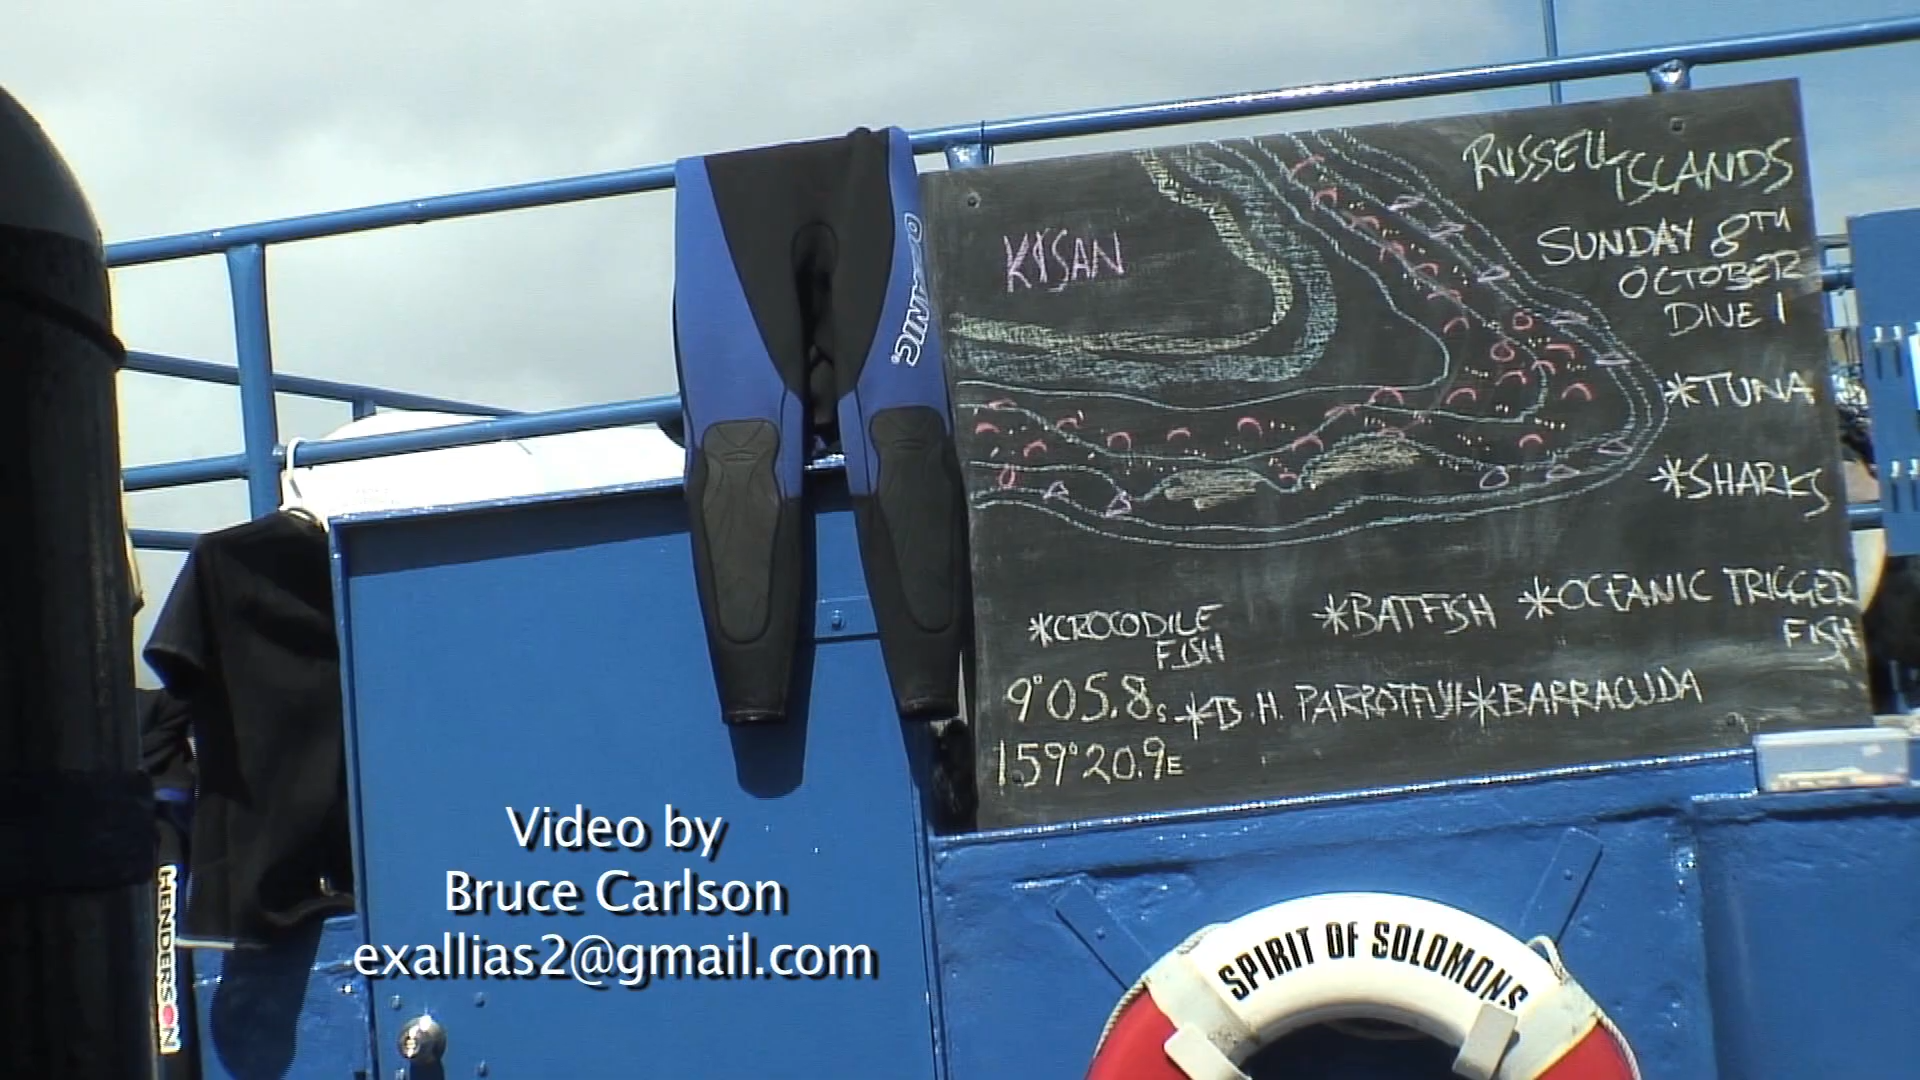 RUSSELL ISLANDS
SUNDAY 8TH
OCTOBER
DIVE 1
KISAN
*TUNA
*SHARKS
*CROCODILE FISH
*BATFISH
*OCEANIC TRIGGER FISH
9°05.8S
*B.H. PARROTFISH
*BARRACUDA
159°20.9E
OCEANIC
HENDERSON
SPIRIT OF SOLOMONS
Video by
Bruce Carlson
exallias2@gmail.com